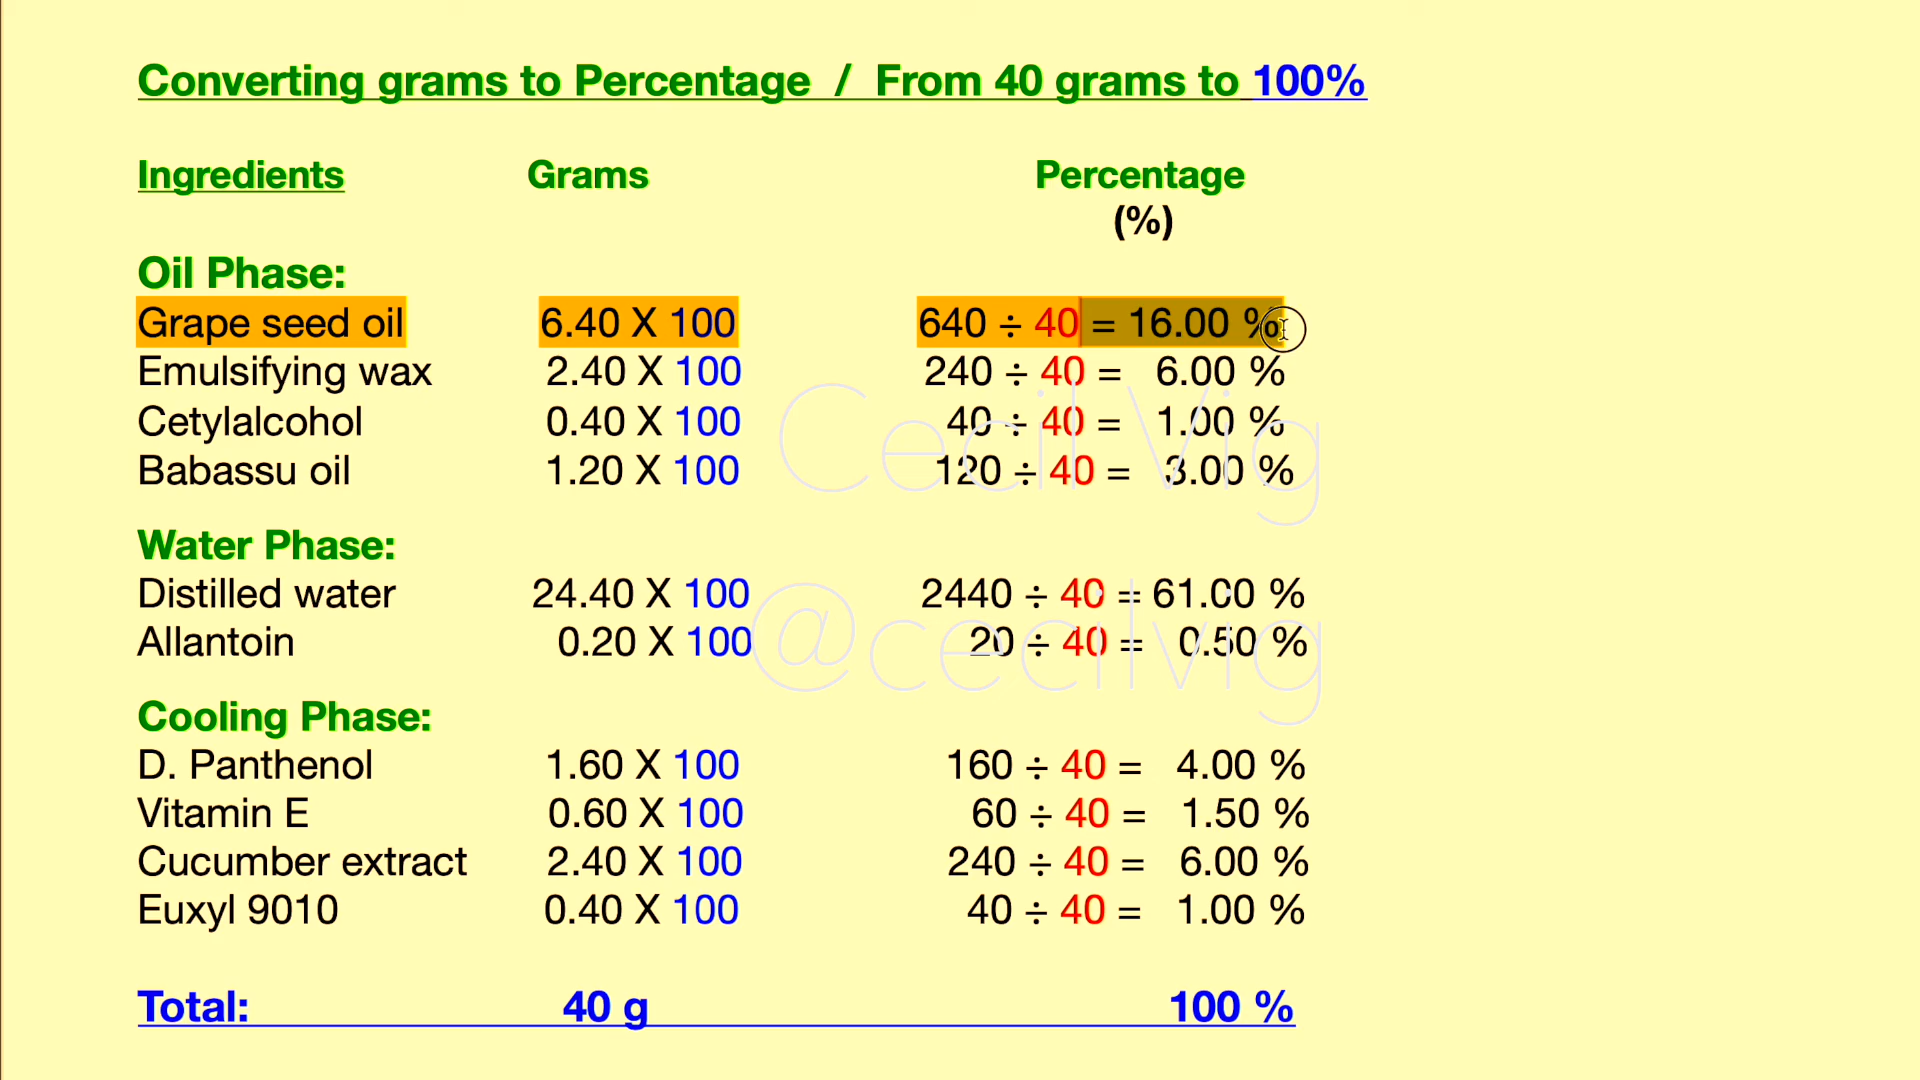 Converting grams to Percentage / From 40 grams to 100%
Ingredients Grams Percentage
(%)
Oil Phase:
Grape seed oil 6.40 X 100 640 ÷ 40 = 16.00 %
Emulsifying wax 2.40 X 100 240 ÷ 40 = 6.00 %
Cetylalcohol 0.40 X 100 40 ÷ 40 = 1.00 %
Babassu oil 1.20 X 100 120 ÷ 40 = 3.00 %
Cecil Vig
Water Phase:
Distilled water 24.40 X 100 2440 ÷ 40 = 61.00 %
Allantoin 0.20 X 100 20 ÷ 40 = 0.50 %
@cecilvig
Cooling Phase:
D. Panthenol 1.60 X 100 160 ÷ 40 = 4.00 %
Vitamin E 0.60 X 100 60 ÷ 40 = 1.50 %
Cucumber extract 2.40 X 100 240 ÷ 40 = 6.00 %
Euxyl 9010 0.40 X 100 40 ÷ 40 = 1.00 %
Total: 40 g 100 %